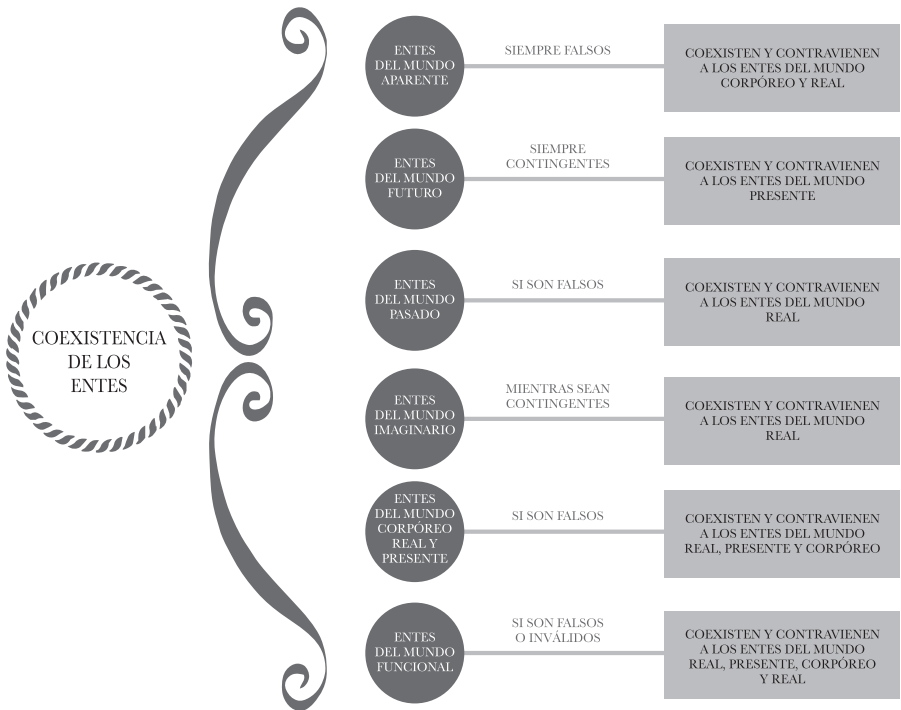 COEXISTENCIA
DE LOS
ENTES
ENTES
DEL MUNDO
APARENTE
SIEMPRE FALSOS
COEXISTEN Y CONTRAVIENEN
A LOS ENTES DEL MUNDO
CORPÓREO Y REAL
ENTES
DEL MUNDO
FUTURO
SIEMPRE
CONTINGENTES
COEXISTEN Y CONTRAVIENEN
A LOS ENTES DEL MUNDO
PRESENTE
ENTES
DEL MUNDO
PASADO
SI SON FALSOS
COEXISTEN Y CONTRAVIENEN
A LOS ENTES DEL MUNDO
REAL
ENTES
DEL MUNDO
IMAGINARIO
MIENTRAS SEAN
CONTINGENTES
COEXISTEN Y CONTRAVIENEN
A LOS ENTES DEL MUNDO
REAL
ENTES
DEL MUNDO
CORPÓREO
REAL Y
PRESENTE
SI SON FALSOS
COEXISTEN Y CONTRAVIENEN
A LOS ENTES DEL MUNDO
REAL, PRESENTE Y CORPÓREO
ENTES
DEL MUNDO
FUNCIONAL
SI SON FALSOS
O INVÁLIDOS
COEXISTEN Y CONTRAVIENEN
A LOS ENTES DEL MUNDO
REAL, PRESENTE, CORPÓREO
Y REAL